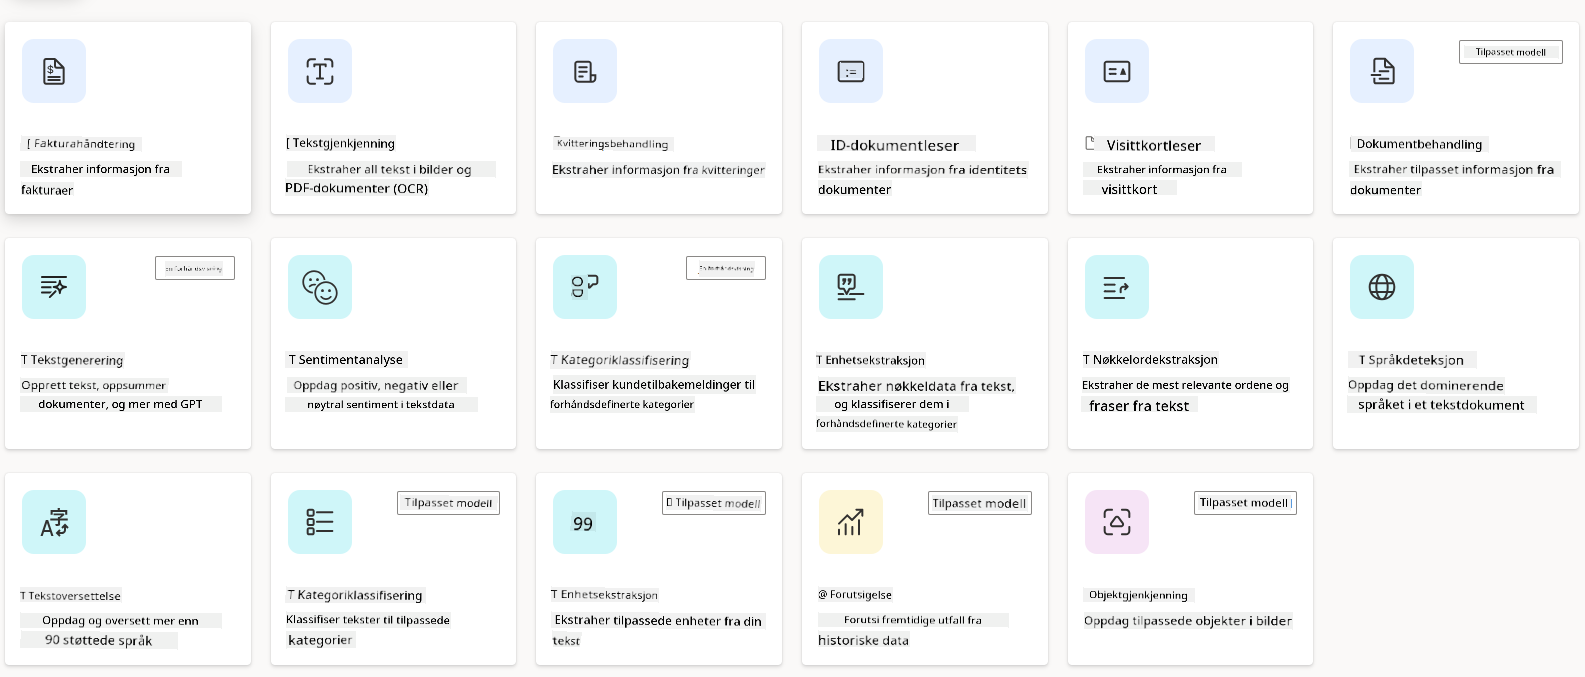 Fakturahåndtering
Ekstraher informasjon fra
fakturaer
[ Tekstgjenkjenning
Ekstraher all tekst i bilder og
PDF-dokumenter (OCR)
Kvitteringsbehandling
Ekstraher informasjon fra kvitteringer
ID-dokumentleser
Ekstraher informasjon fra identitets
dokumenter
Visittkortleser
Ekstraher informasjon fra
visittkort
Tilpasset modell
Dokumentbehandling
Ekstraher tilpasset informasjon fra
dokumenter
En forhåndsvisning
T Tekstgenerering
Opprett tekst, oppsummer
dokumenter, og mer med GPT
T Sentimentanalyse
Oppdag positiv, negativ eller
nøytral sentiment i tekstdata
En forhåndsvisning
T Kategoriklassifisering
Klassifiser kundetilbakemeldinger til
forhåndsdefinerte kategorier
T Enhetsekstraksjon
Ekstraher nøkkeldata fra tekst,
og klassifiserer dem i
forhåndsdefinerte kategorier
T Nøkkelordekstraksjon
Ekstraher de mest relevante ordene og
fraser fra tekst
T Språkdeteksjon
Oppdag det dominerende
språket i et tekstdokument
T Tekstoversettelse
Oppdag og oversett mer enn
90 støttede språk
Tilpasset modell
T Kategoriklassifisering
Klassifiser tekster til tilpassede
kategorier
Tilpasset modell
99
T Enhetsekstraksjon
Ekstraher tilpassede enheter fra din
tekst
Tilpasset modell
@ Forutsigelse
Forutsi fremtidige utfall fra
historiske data
Tilpasset modell
Objektgjenkjenning
Oppdag tilpassede objekter i bilder